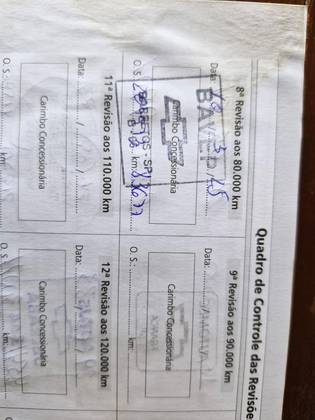 Quadro de Controle das Revisõe
8ª Revisão aos 80.000 km
Data:
Carimbo Concessionária
O.S.: km: 83677
9ª Revisão aos 90.000 km
Data:
Carimbo Concessionária
O.S.: km:
11ª Revisão aos 110.000 km
Data: / /
Carimbo Concessionária
O.S.: km:
12ª Revisão aos 120.000 km
Data:
Carimbo Concessionária
O.S.: km: